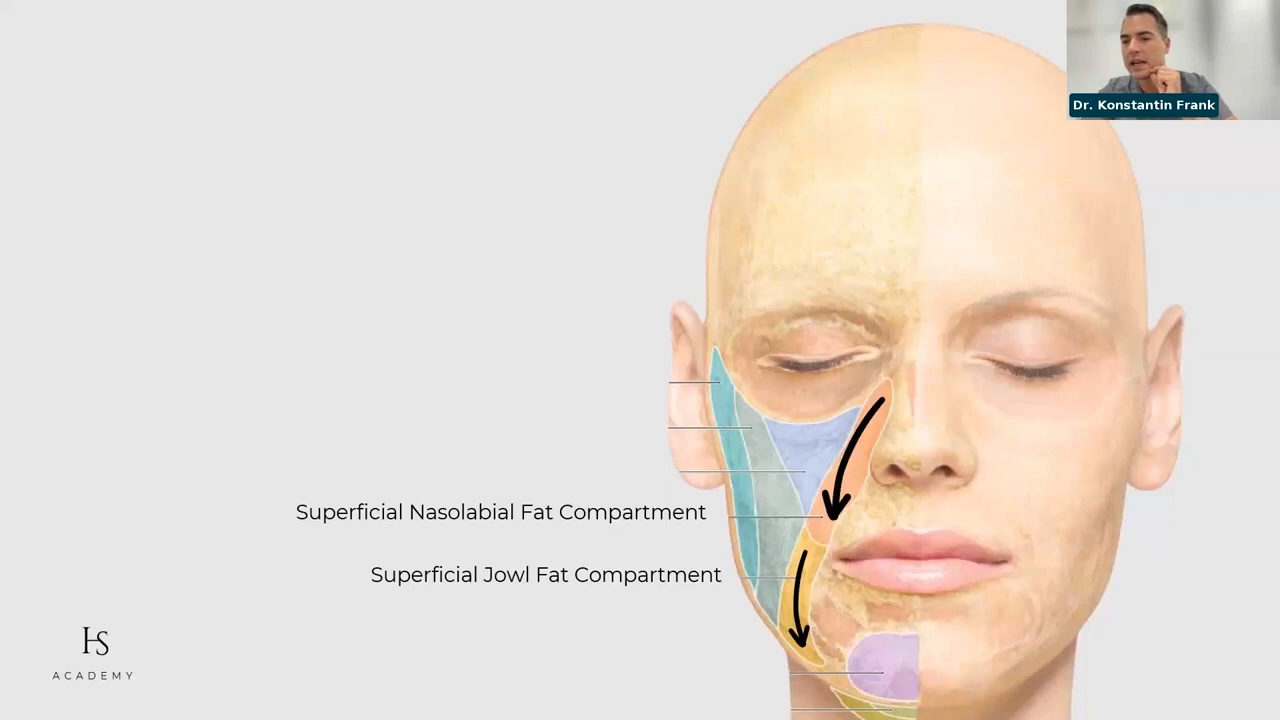 Dr. Konstantin Frank
Superficial Nasolabial Fat Compartment
Superficial Jowl Fat Compartment
HS
ACADEMY